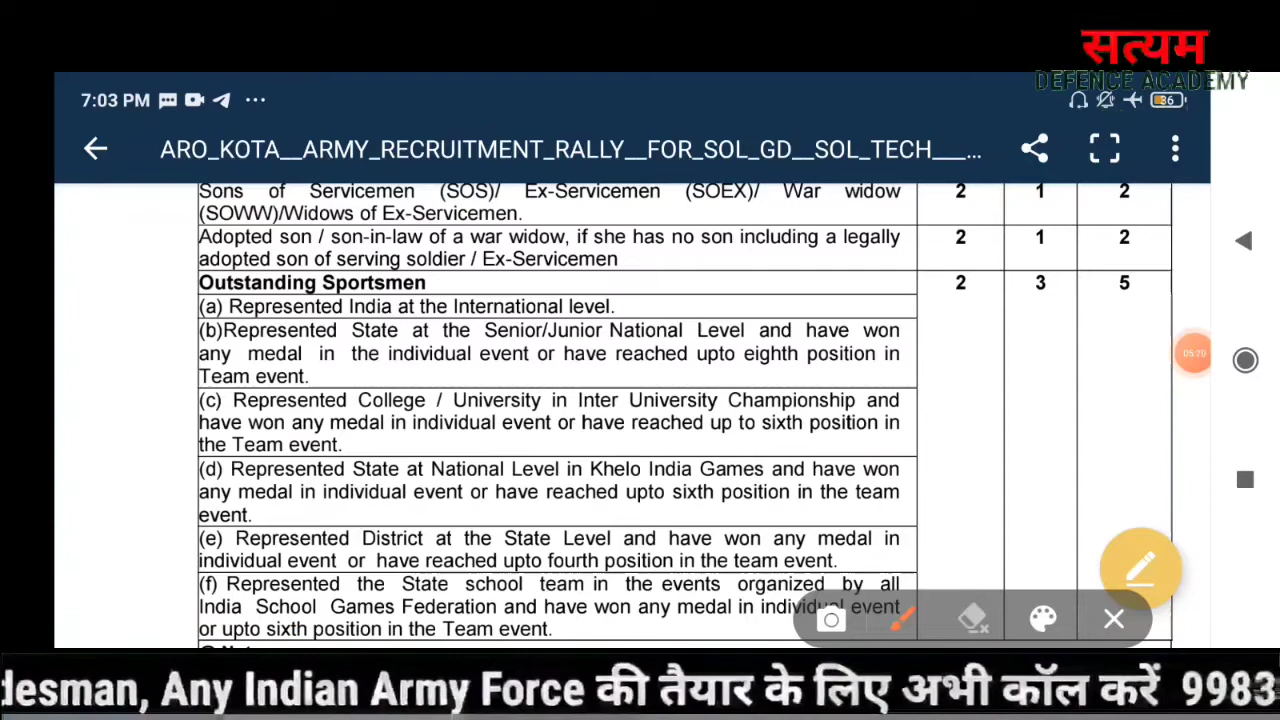 सत्यम
DEFENCE ACADEMY
7:03 PM
36
ARO_KOTA__ARMY_RECRUITMENT_RALLY__FOR_SOL_GD__SOL_TECH___...
Sons of Servicemen (SOS)/ Ex-Servicemen (SOEX)/ War widow 2 1 2
(SOWW)/Widows of Ex-Servicemen.
Adopted son / son-in-law of a war widow, if she has no son including a legally 2 1 2
adopted son of serving soldier / Ex-Servicemen
Outstanding Sportsmen 2 3 5
(a) Represented India at the International level.
(b)Represented State at the Senior/Junior National Level and have won
any medal in the individual event or have reached upto eighth position in
Team event.
05:20
(c) Represented College / University in Inter University Championship and
have won any medal in individual event or have reached up to sixth position in
the Team event.
(d) Represented State at National Level in Khelo India Games and have won
any medal in individual event or have reached upto sixth position in the team
event.
(e) Represented District at the State Level and have won any medal in
individual event or have reached upto fourth position in the team event.
(f) Represented the State school team in the events organized by all
India School Games Federation and have won any medal in individual event
or upto sixth position in the Team event.
desman, Any Indian Army Force की तैयार के लिए अभी कॉल करें 9983